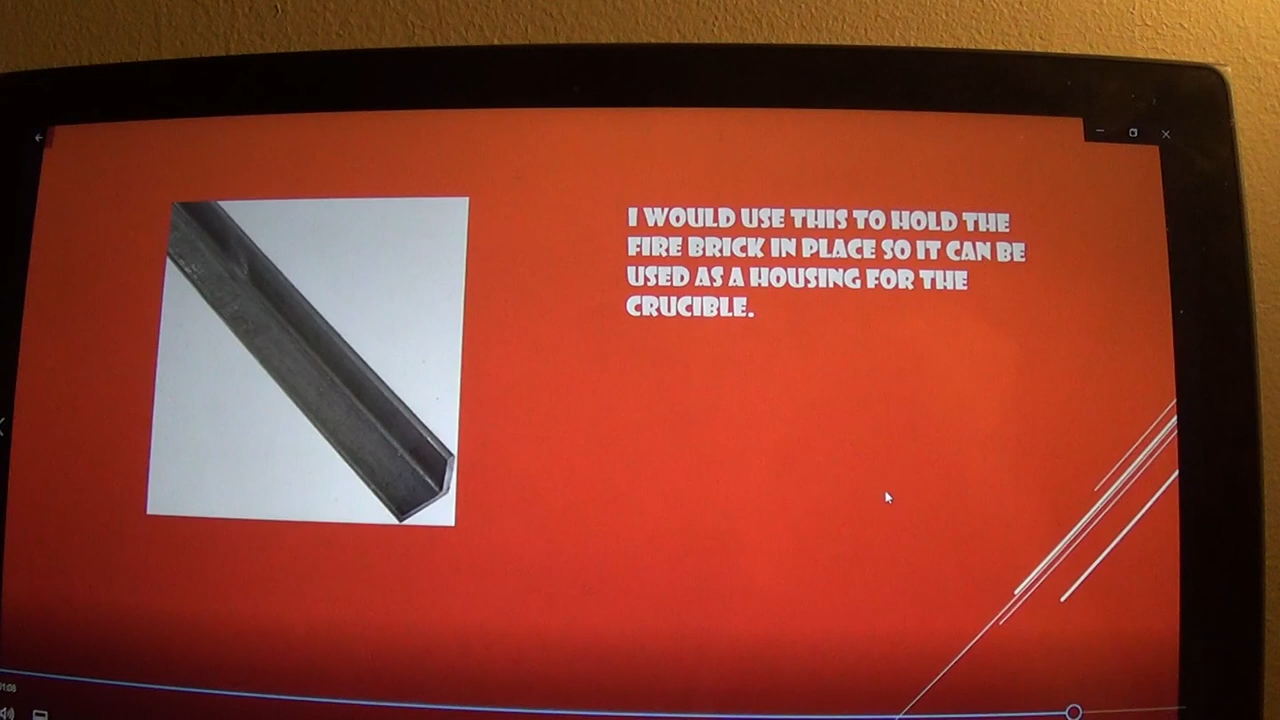 I WOULD USE THIS TO HOLD THE
FIRE BRICK IN PLACE SO IT CAN BE
USED AS A HOUSING FOR THE
CRUCIBLE.